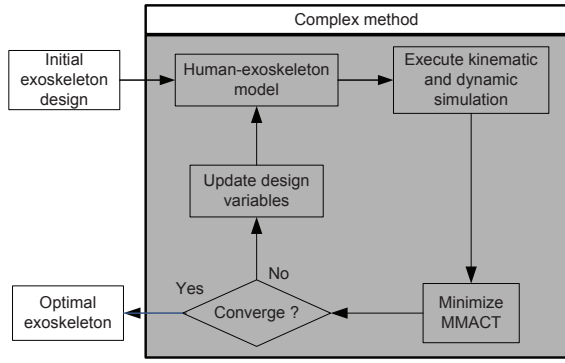 Complex method
Initial
exoskeleton
design
Human-exoskeleton
model
Execute kinematic
and dynamic
simulation
Update design
variables
Yes
No
Optimal
exoskeleton
Converge ?
Minimize
MMACT